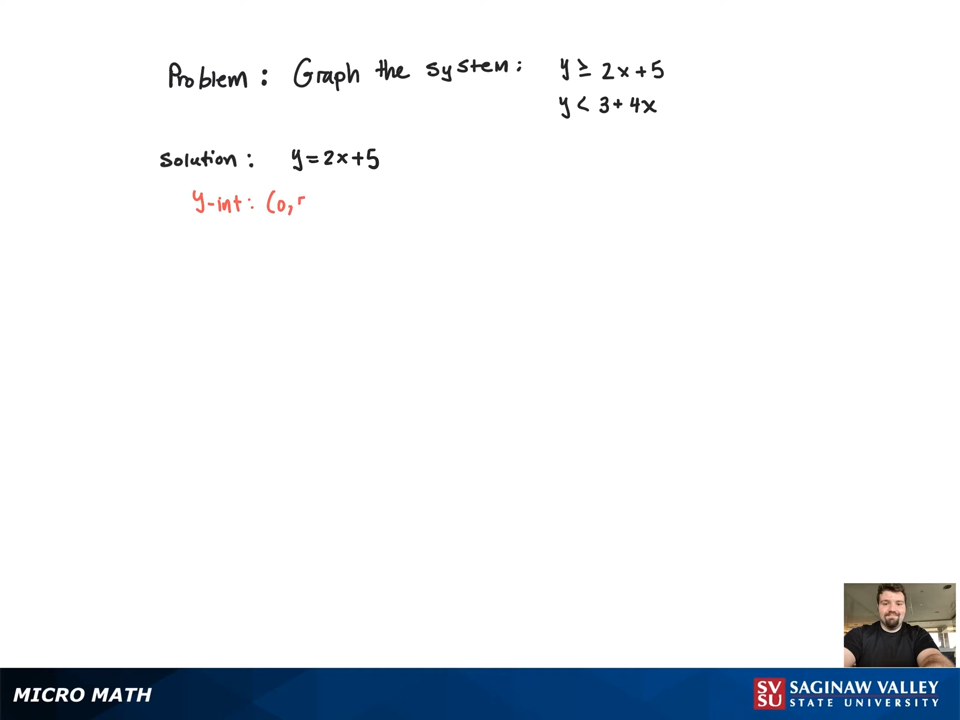 Problem: Graph the system: y ≥ 2x+5
y < 3+4x
Solution: y=2x+5
y-int: (0,
MICRO MATH
SVSU SAGINAW VALLEY
STATE UNIVERSITY